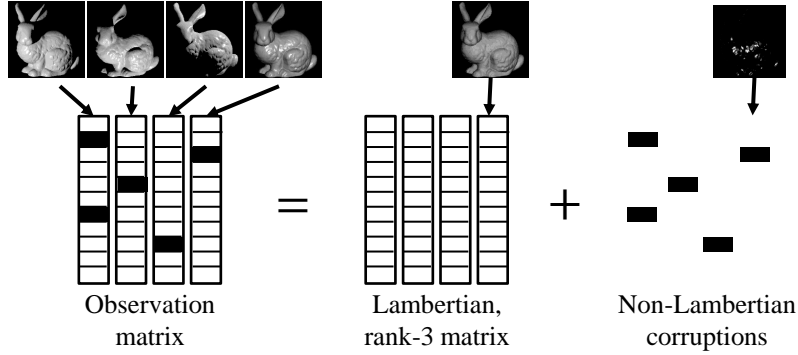 =
+
Observation
matrix
Lambertian,
rank-3 matrix
Non-Lambertian
corruptions